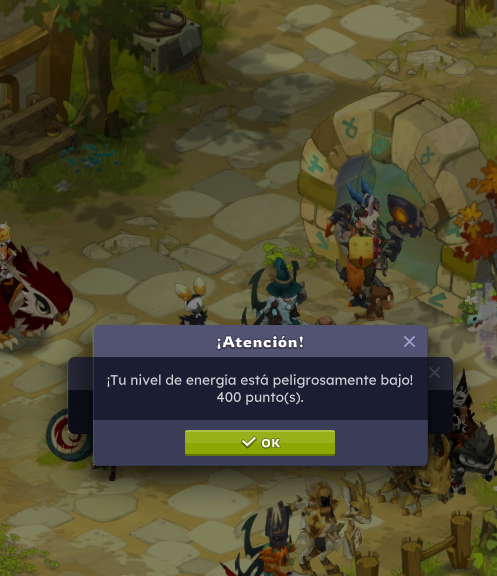 ¡Atención!
¡Tu nivel de energía está peligrosamente bajo!
400 punto(s).
OK